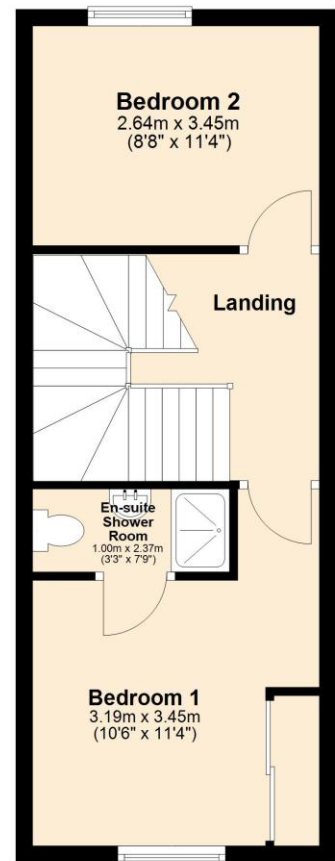 Bedroom 2
2.64m x 3.45m
(8'8" x 11'4")
Landing
En-suite
Shower
Room
1.00m x 2.37m
(3'3" x 7'9")
Bedroom 1
3.19m x 3.45m
(10'6" x 11'4")